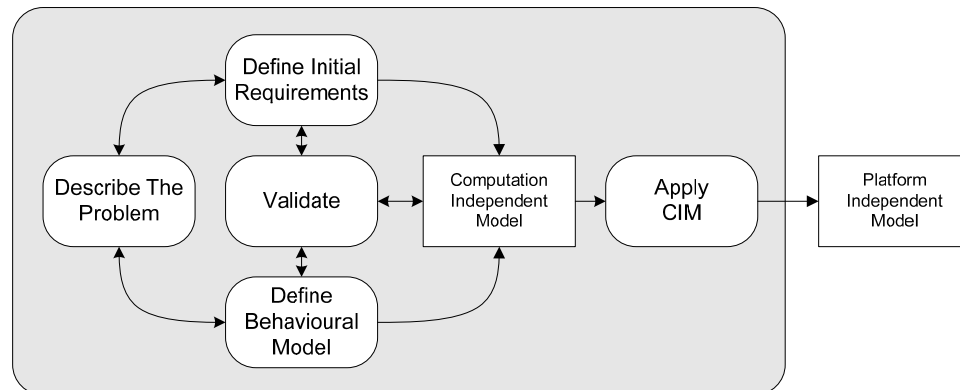 Define Initial
Requirements
Describe The
Problem
Validate
Computation
Independent
Model
Apply
CIM
Platform
Independent
Model
Define
Behavioural
Model